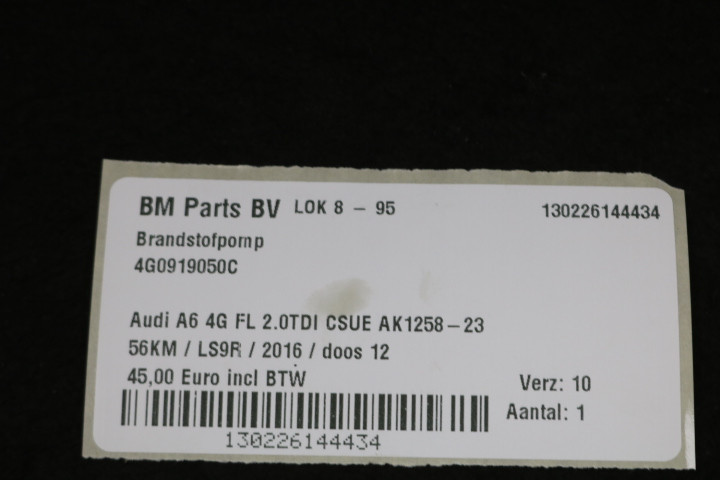 BM Parts BV LOK 8 - 95 130226144434
Brandstofpomp
4G0919050C
Audi A6 4G FL 2.0TDI CSUE AK1258-23
56KM / LS9R / 2016 / doos 12
45,00 Euro incl BTW Verz: 10
Aantal: 1
130226144434